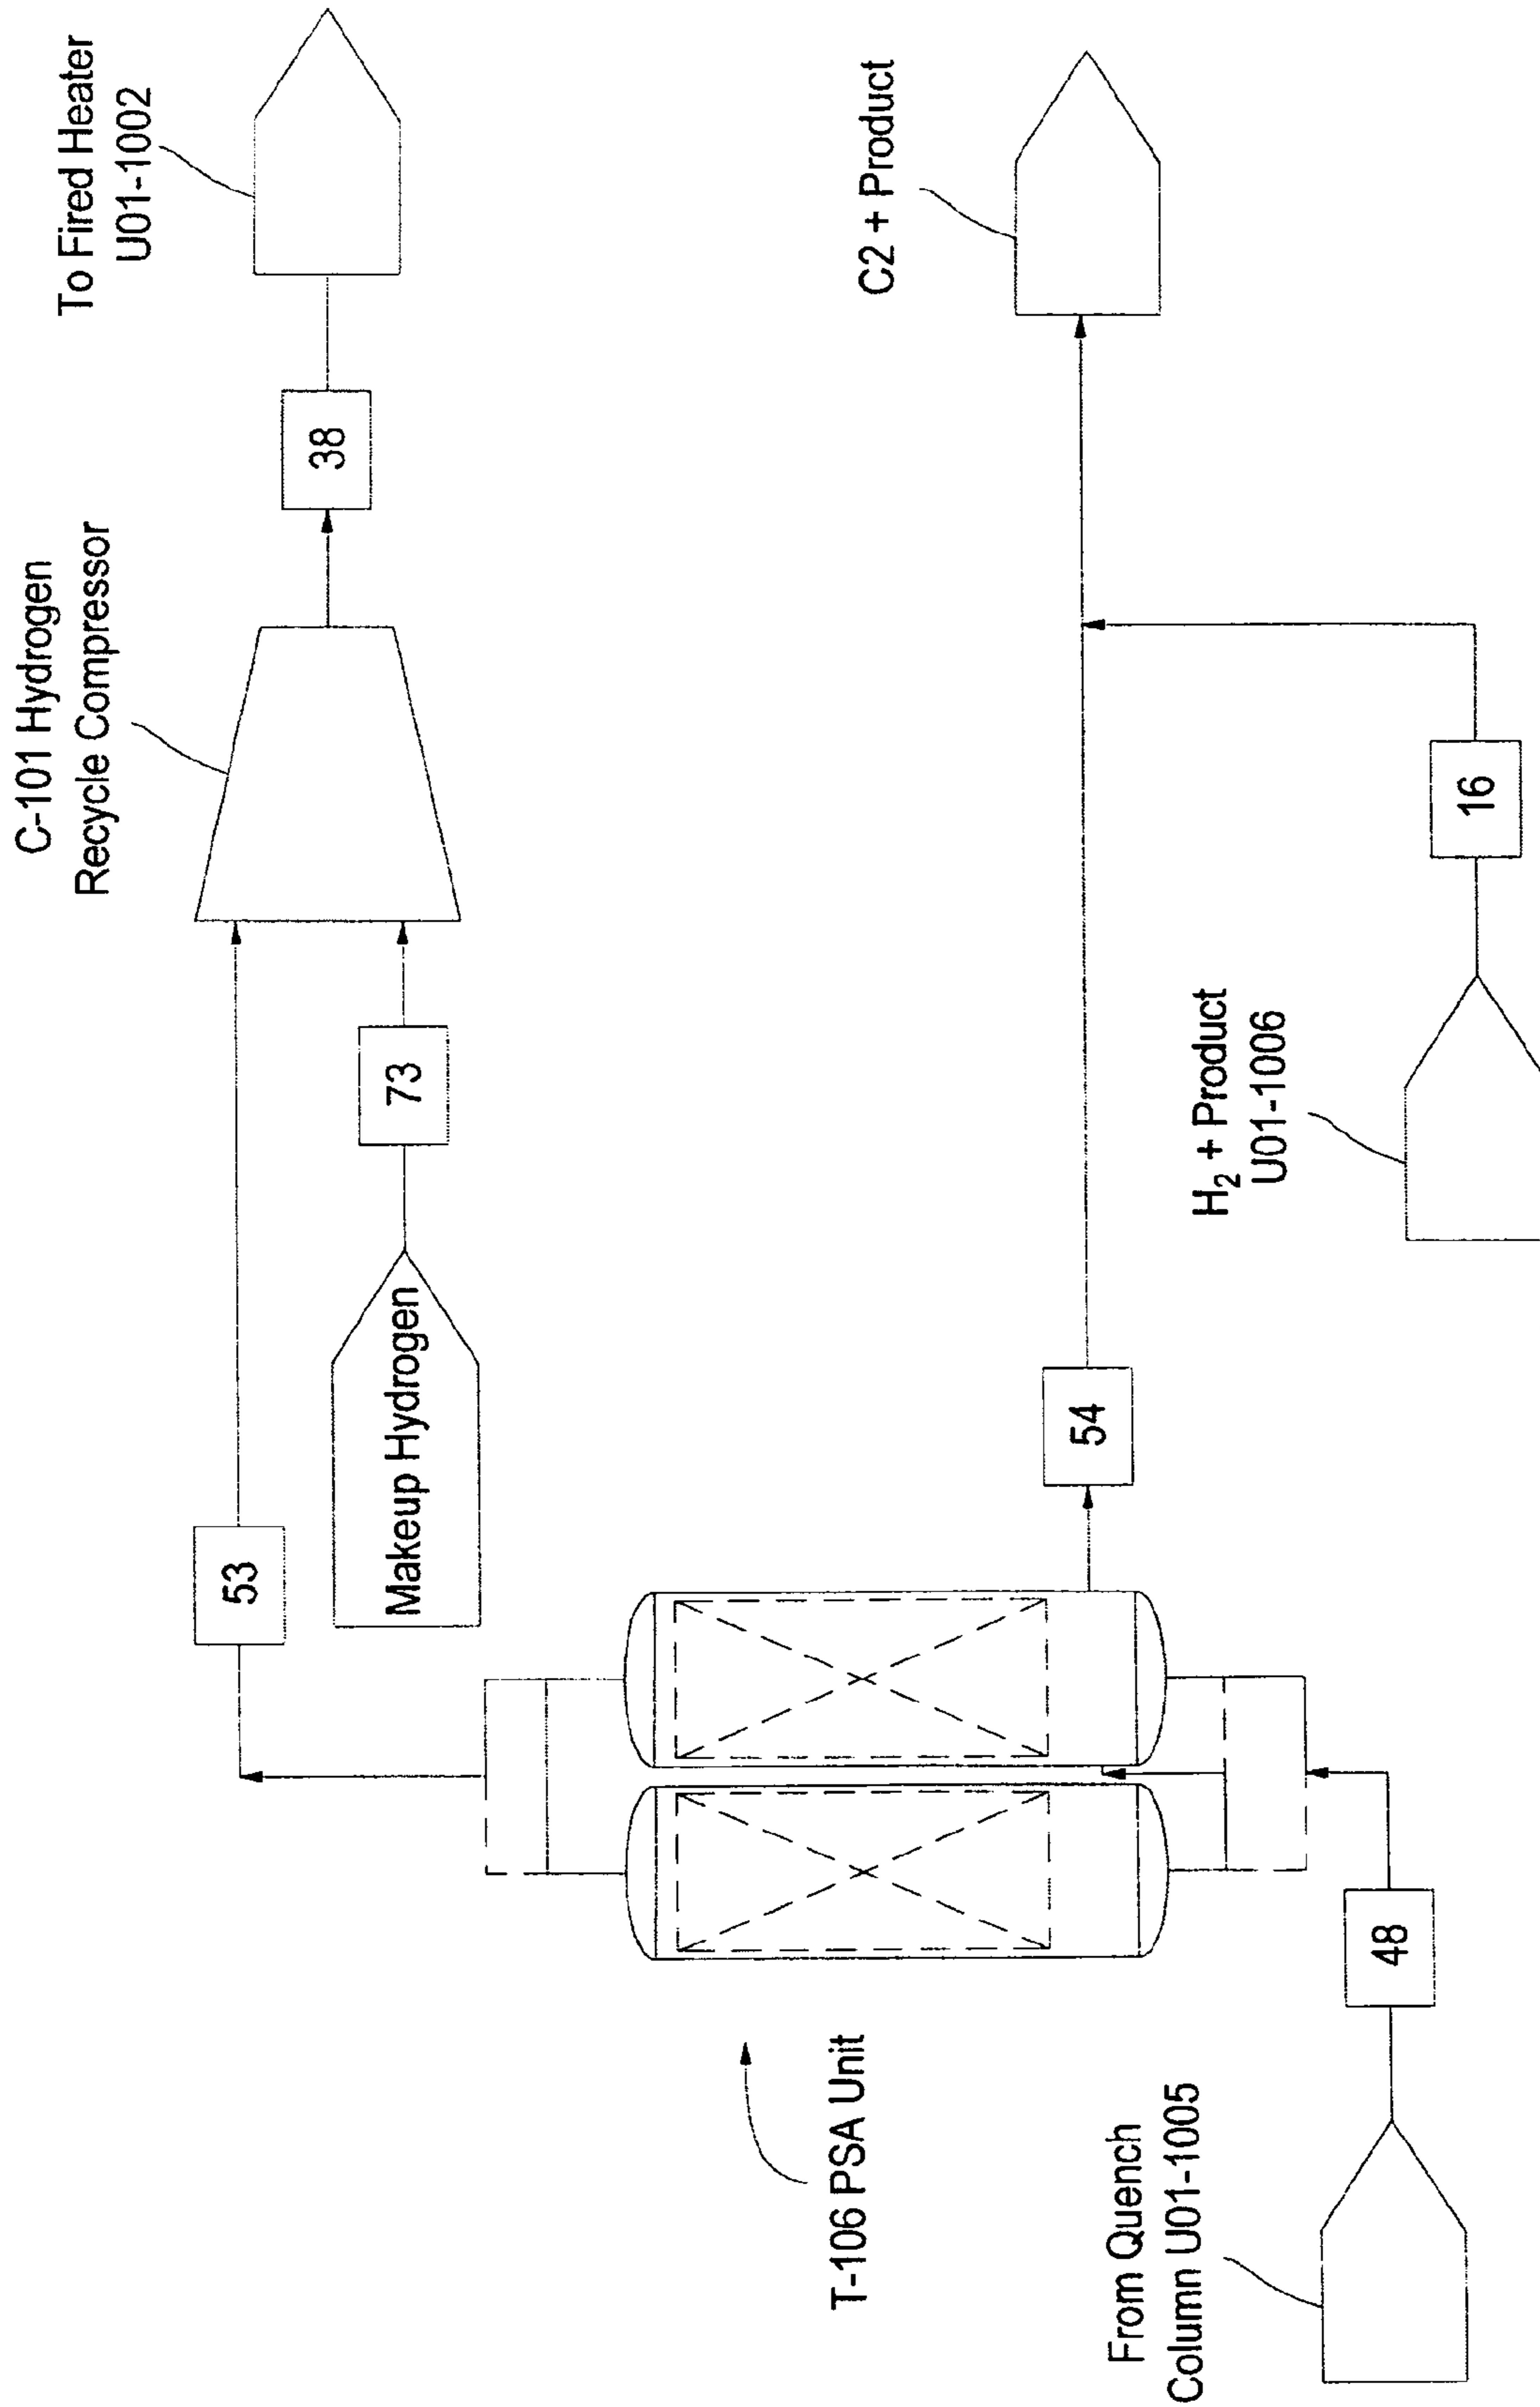 To Fired Heater
U01-1002
38
C-101 Hydrogen
Recycle Compressor
73
Makeup Hydrogen
53
C2 + Product
16
H₂ + Product
U01-1006
54
T-106 PSA Unit
48
From Quench
Column U01-1005